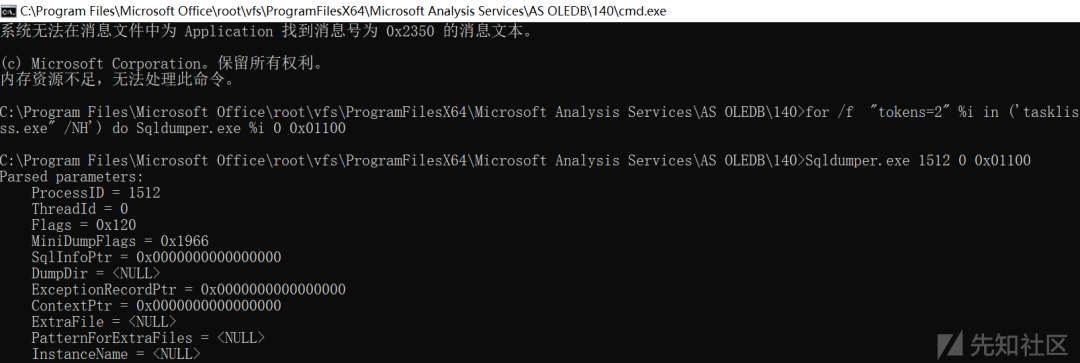 C:\Program Files\Microsoft Office\root\vfs\ProgramFilesX64\Microsoft Analysis Services\AS OLEDB\140\cmd.exe
系统无法在消息文件中为 Application 找到消息号为 0x2350 的消息文本。
(c) Microsoft Corporation。保留所有权利。
内存资源不足，无法处理此命令。
C:\Program Files\Microsoft Office\root\vfs\ProgramFilesX64\Microsoft Analysis Services\AS OLEDB\140>for /f  "tokens=2" %i in ('taskli
ss.exe" /NH') do Sqldumper.exe %i 0 0x01100
C:\Program Files\Microsoft Office\root\vfs\ProgramFilesX64\Microsoft Analysis Services\AS OLEDB\140>Sqldumper.exe 1512 0 0x01100
Parsed parameters:
    ProcessID = 1512
    ThreadId = 0
    Flags = 0x120
    MiniDumpFlags = 0x1966
    SqlInfoPtr = 0x0000000000000000
    DumpDir = <NULL>
    ExceptionRecordPtr = 0x0000000000000000
    ContextPtr = 0x0000000000000000
    ExtraFile = <NULL>
    PatternForExtraFiles = <NULL>
    InstanceName = <NULL>
先知社区